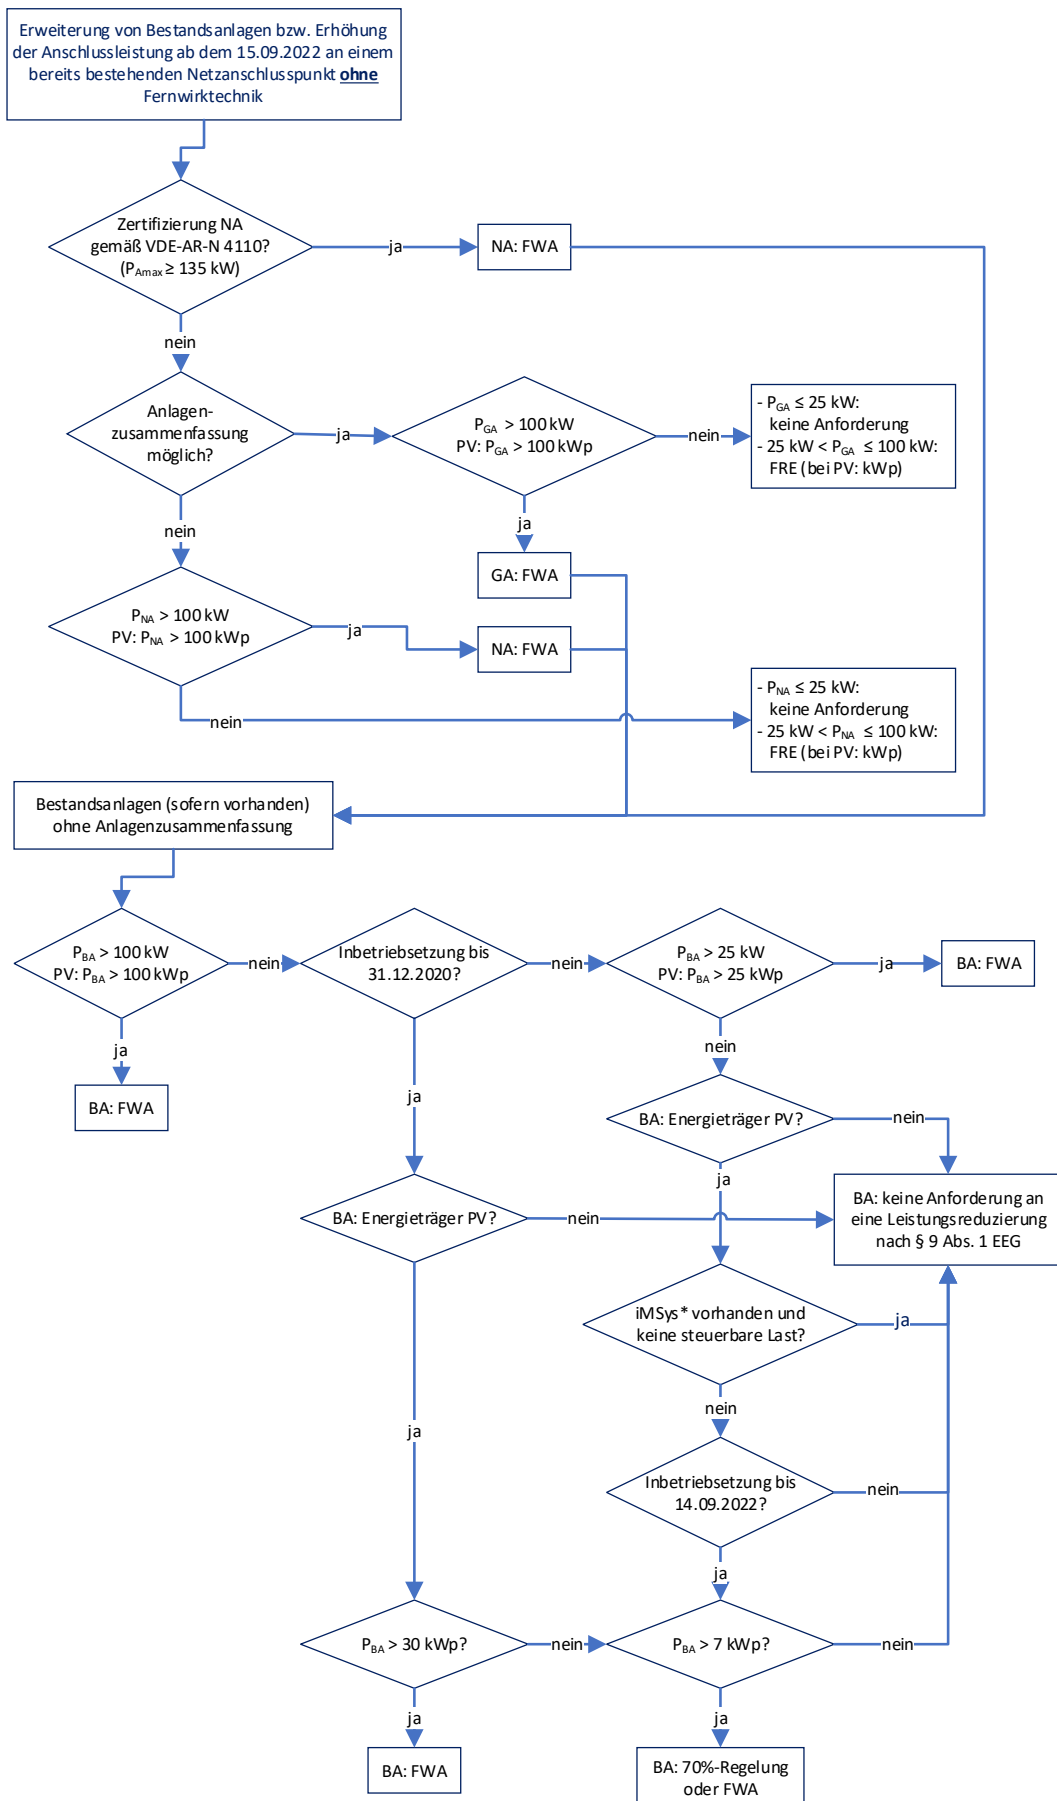 Erweiterung von Bestandsanlagen bzw. Erhöhung
der Anschlussleistung ab dem 15.09.2022 an einem
bereits bestehenden Netzanschlusspunkt ohne
Fernwirktechnik
Zertifizierung NA
gemäß VDE-AR-N 4110?
(PAmax ≥ 135 kW)
ja
NA: FWA
nein
Anlagen-
zusammenfassung
möglich?
ja
PGA > 100 kW
PV: PGA > 100 kWp
nein
- PGA ≤ 25 kW:
keine Anforderung
- 25 kW < PGA ≤ 100 kW:
FRE (bei PV: kWp)
nein
ja
GA: FWA
PNA > 100 kW
PV: PNA > 100 kWp
ja
NA: FWA
nein
- PNA ≤ 25 kW:
keine Anforderung
- 25 kW < PNA ≤ 100 kW:
FRE (bei PV: kWp)
Bestandsanlagen (sofern vorhanden)
ohne Anlagenzusammenfassung
PBA > 100 kW
PV: PBA > 100 kWp
nein
Inbetriebsetzung bis
31.12.2020?
nein
PBA > 25 kW
PV: PBA > 25 kWp
ja
BA: FWA
ja
BA: FWA
ja
nein
BA: Energieträger PV?
nein
ja
BA: Energieträger PV?
nein
BA: keine Anforderung an
eine Leistungsreduzierung
nach § 9 Abs. 1 EEG
iMSys* vorhanden und
keine steuerbare Last?
ja
nein
ja
Inbetriebsetzung bis
14.09.2022?
nein
ja
PBA > 30 kWp?
nein
PBA > 7 kWp?
nein
ja
ja
BA: FWA
BA: 70%-Regelung
oder FWA